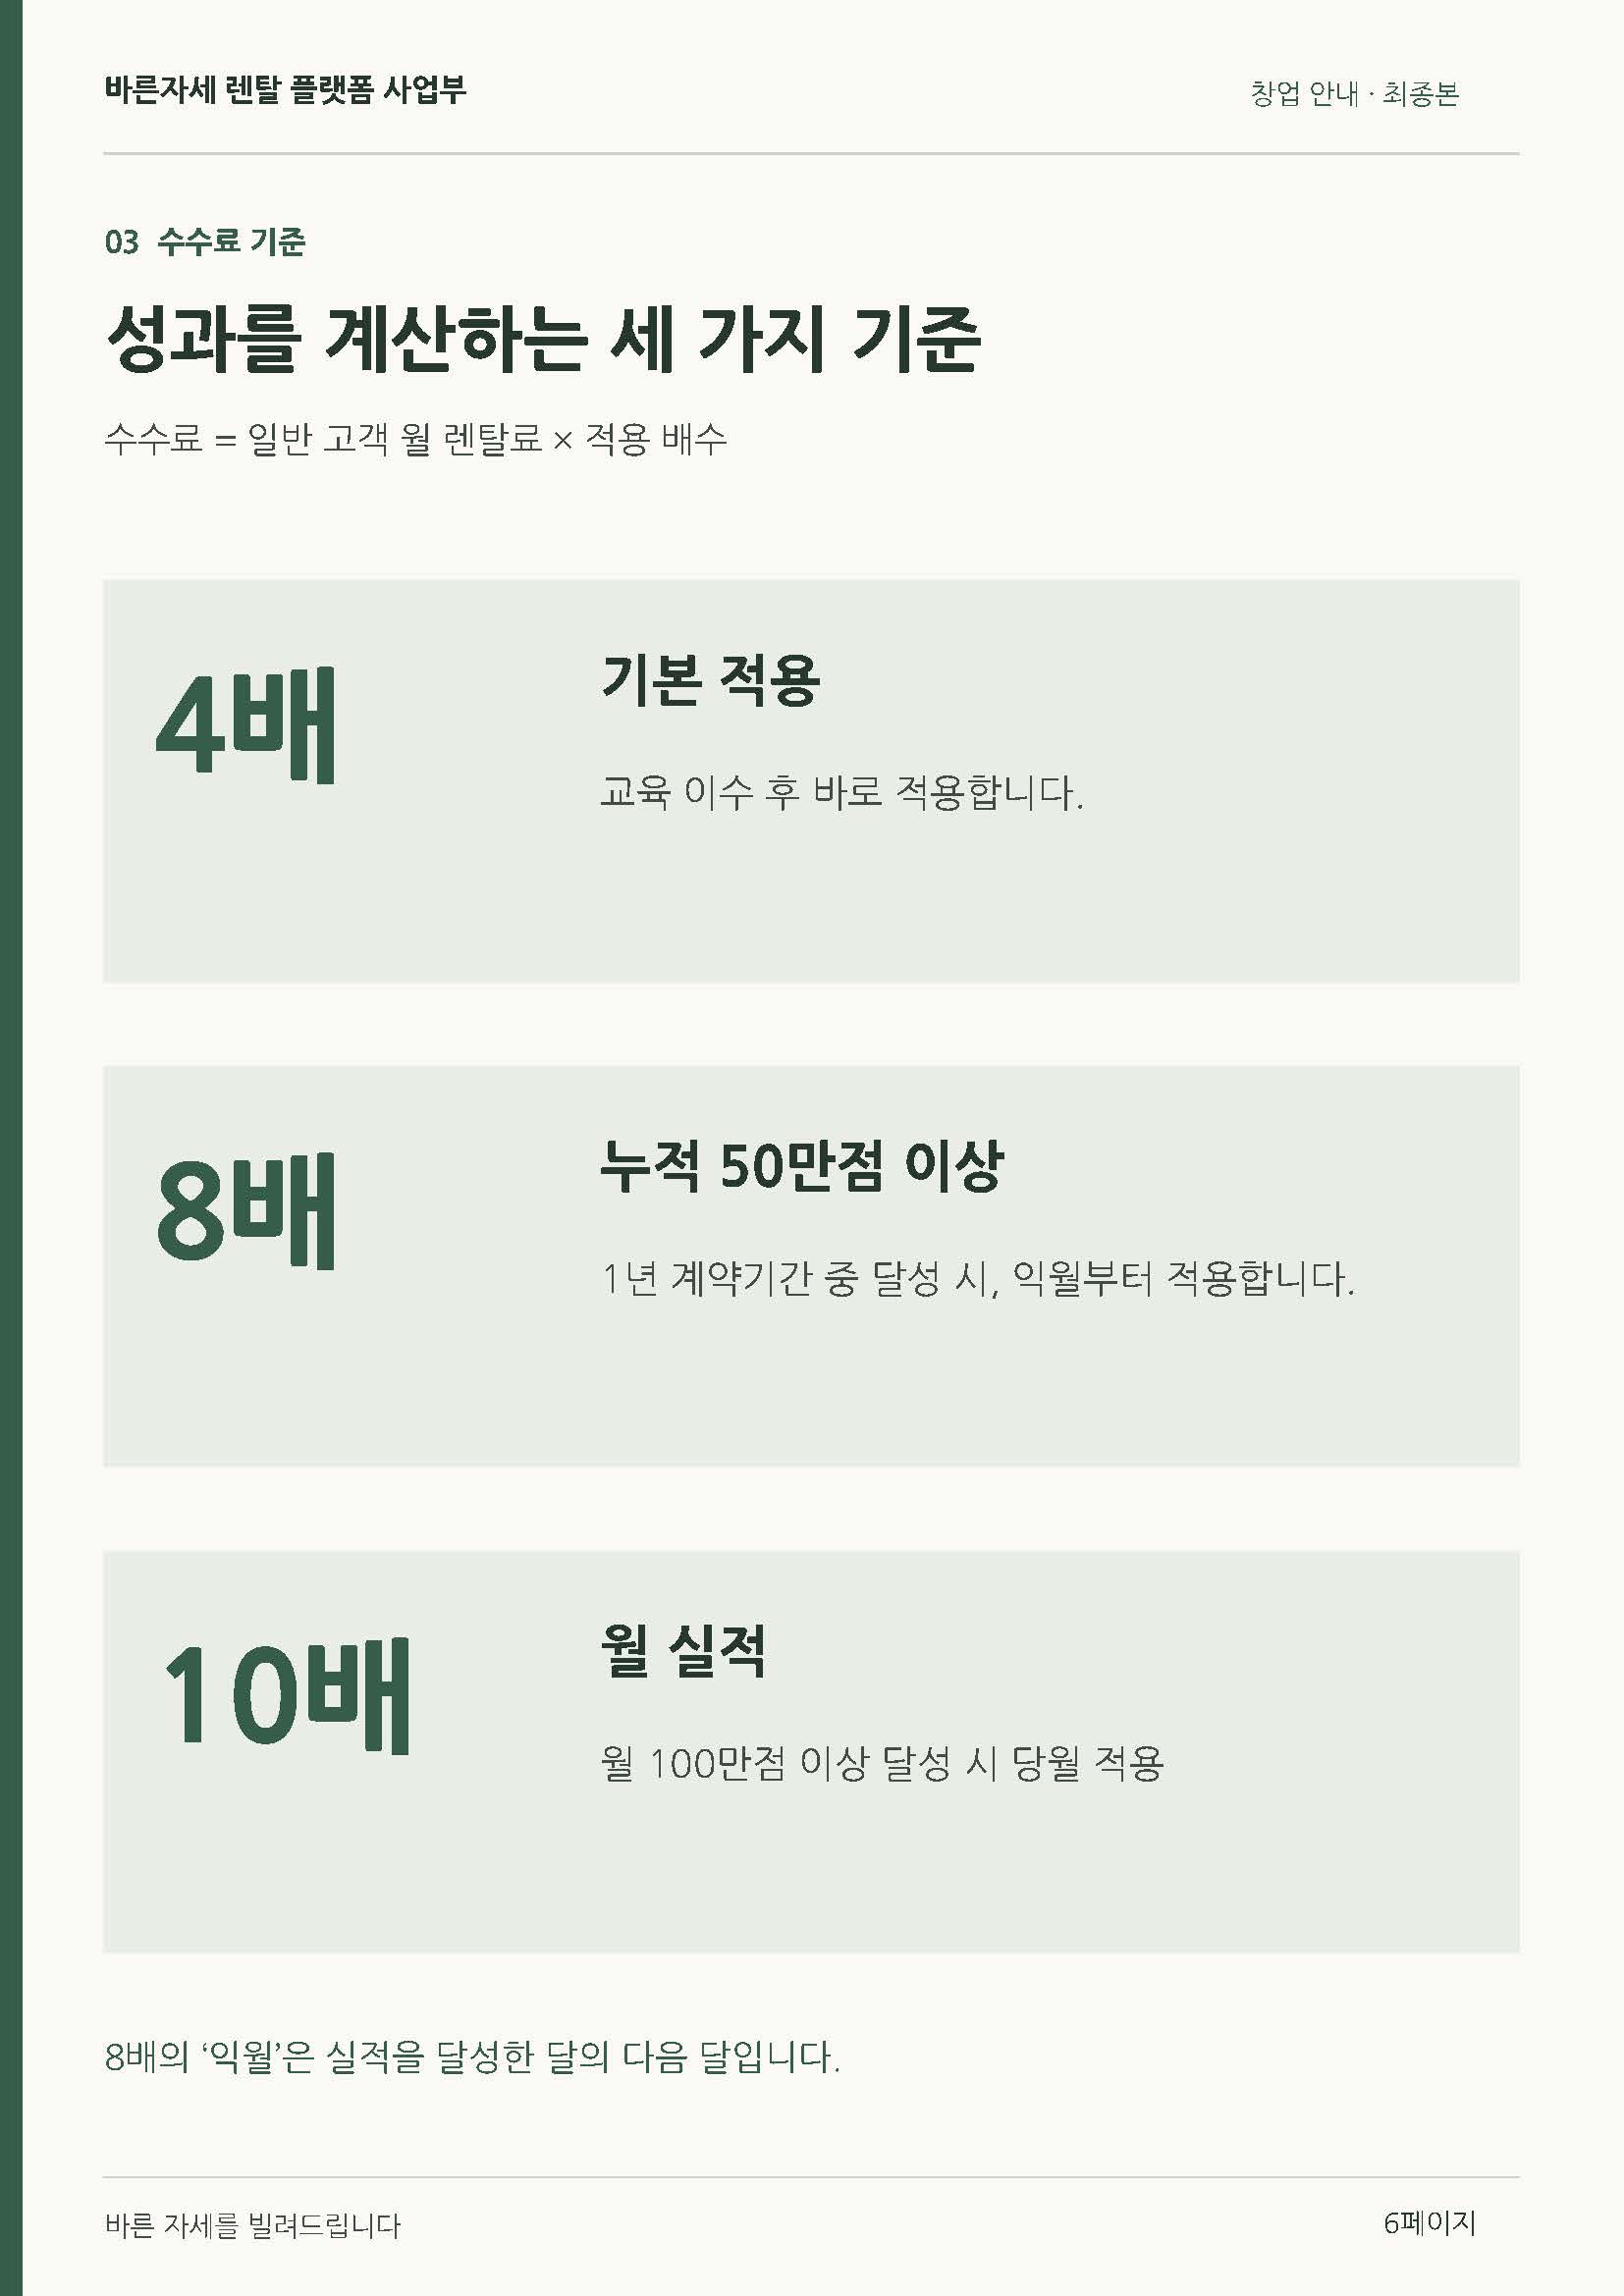 바른자세 렌탈 플랫폼 사업부
창업 안내 · 최종본
03 수수료 기준
성과를 계산하는 세 가지 기준
수수료 = 일반 고객 월 렌탈료 × 적용 배수
4배
기본 적용
교육 이수 후 바로 적용합니다.
8배
누적 50만점 이상
1년 계약기간 중 달성 시, 익월부터 적용합니다.
10배
월 실적
월 100만점 이상 달성 시 당월 적용
8배의 ‘익월’은 실적을 달성한 달의 다음 달입니다.
바른 자세를 빌려드립니다
6페이지